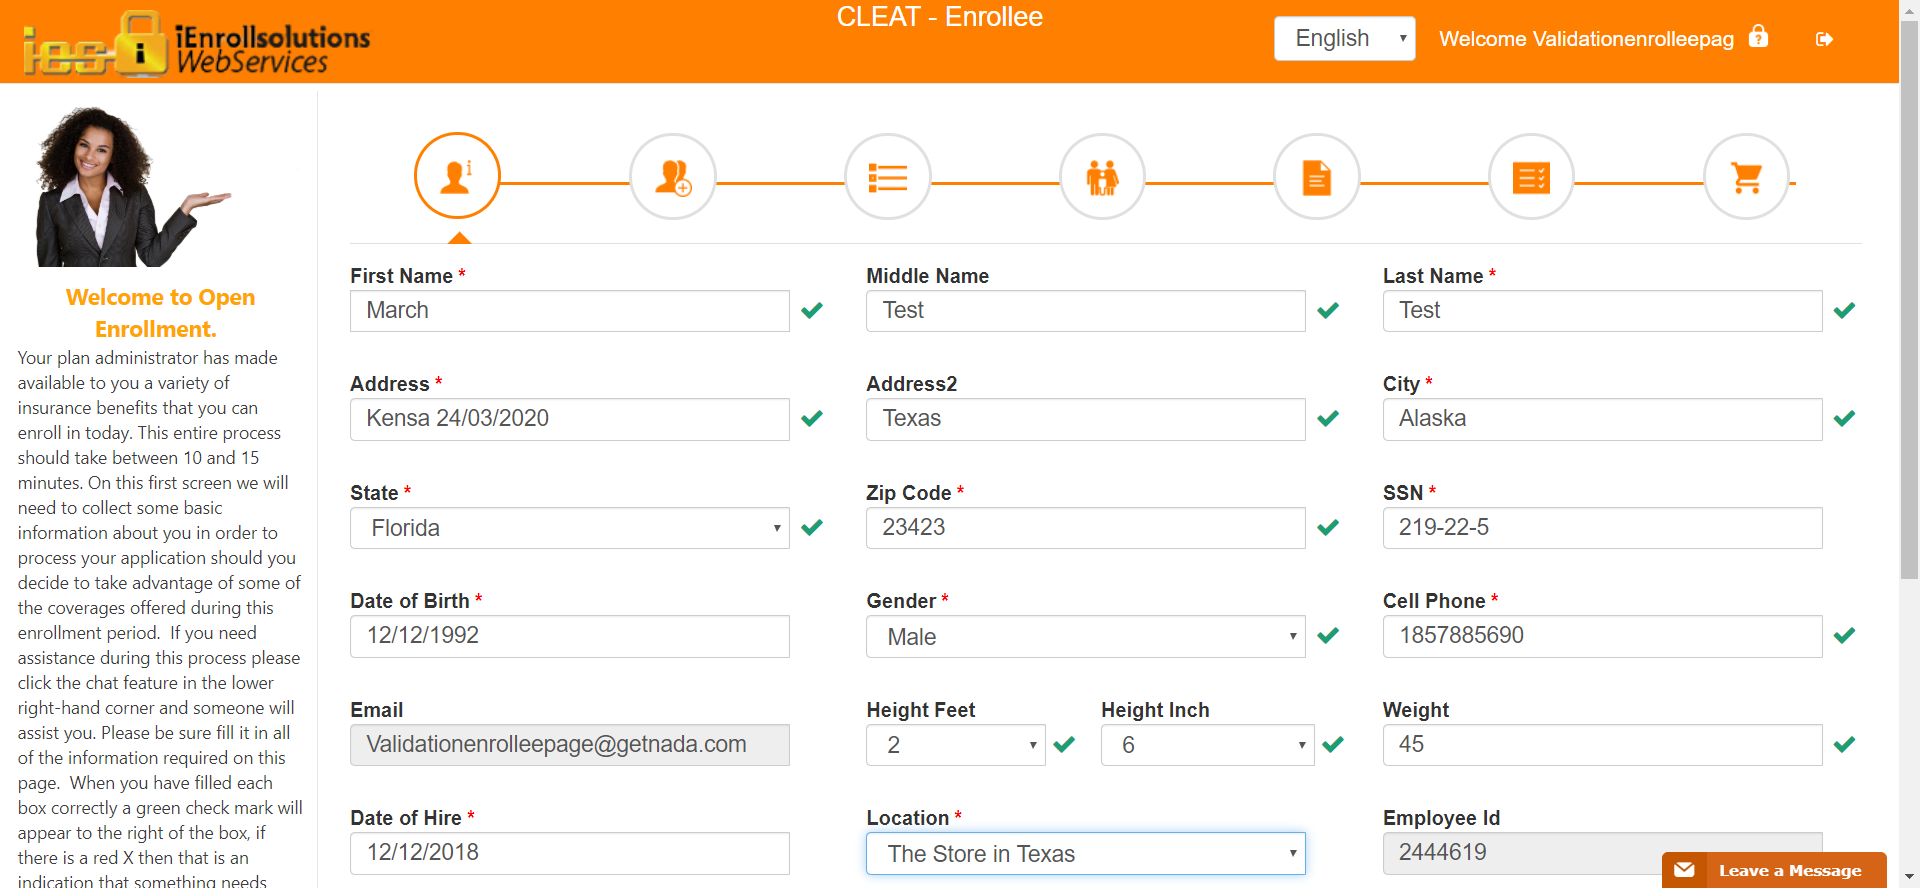 CLEAT - Enrollee
ies
i
iEnrollsolutions
WebServices
English
Welcome Validationenrolleepag
?
Welcome to Open
Enrollment.
Your plan administrator has made
available to you a variety of
insurance benefits that you can
enroll in today. This entire process
should take between 10 and 15
minutes. On this first screen we will
need to collect some basic
information about you in order to
process your application should you
decide to take advantage of some of
the coverages offered during this
enrollment period.  If you need
assistance during this process please
click the chat feature in the lower
right-hand corner and someone will
assist you. Please be sure fill it in all
of the information required on this
page.  When you have filled each
box correctly a green check mark will
appear to the right of the box, if
there is a red X then that is an
indication that something needs
First Name * Middle Name Last Name *
March Test Test
Address * Address2 City *
Kensa 24/03/2020 Texas Alaska
State * Zip Code * SSN *
Florida 23423 219-22-5
Date of Birth * Gender * Cell Phone *
12/12/1992 Male 1857885690
Email Height Feet Height Inch Weight
Validationenrolleepage@getnada.com 2 6 45
Date of Hire * Location * Employee Id
12/12/2018 The Store in Texas 2444619
Leave a Message